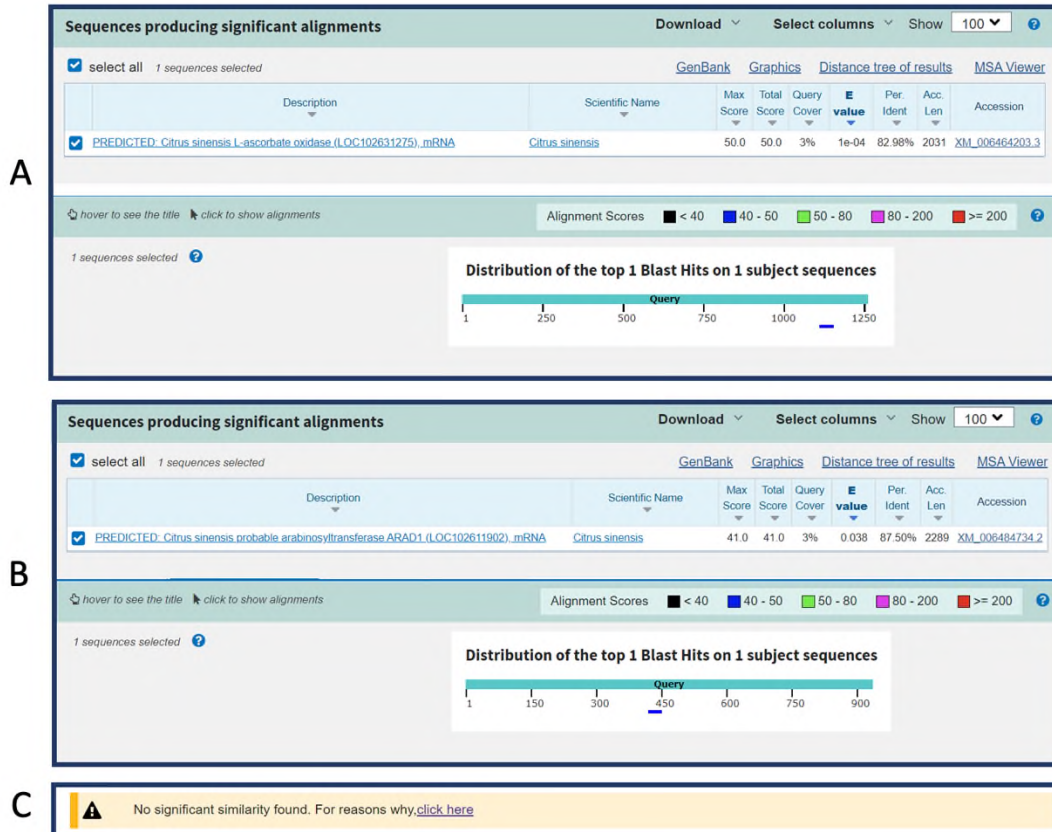 A
Sequences producing significant alignments Download Select columns Show 100
select all 1 sequences selected GenBank Graphics Distance tree of results MSA Viewer
Description Scientific Name Max Score Total Score Query Cover E value Per. Ident Acc. Len Accession
PREDICTED: Citrus sinensis L-ascorbate oxidase (LOC102631275), mRNA Citrus sinensis 50.0 50.0 3% 1e-04 82.98% 2031 XM_006464203.3
hover to see the title click to show alignments Alignment Scores < 40 40 - 50 50 - 80 80 - 200 >= 200 ?
1 sequences selected ?
Distribution of the top 1 Blast Hits on 1 subject sequences
Query
1 250 500 750 1000 1250
B
Sequences producing significant alignments Download Select columns Show 100 ?
select all 1 sequences selected GenBank Graphics Distance tree of results MSA Viewer
Description Scientific Name Max Score Total Score Query Cover E value Per. Ident Acc. Len Accession
PREDICTED: Citrus sinensis probable arabinosyltransferase ARAD1 (LOC102611902), mRNA Citrus sinensis 41.0 41.0 3% 0.038 87.50% 2289 XM_006484734.2
hover to see the title click to show alignments Alignment Scores < 40 40 - 50 50 - 80 80 - 200 >= 200 ?
1 sequences selected ?
Distribution of the top 1 Blast Hits on 1 subject sequences
Query
1 150 300 450 600 750 900
C
No significant similarity found. For reasons why,click here